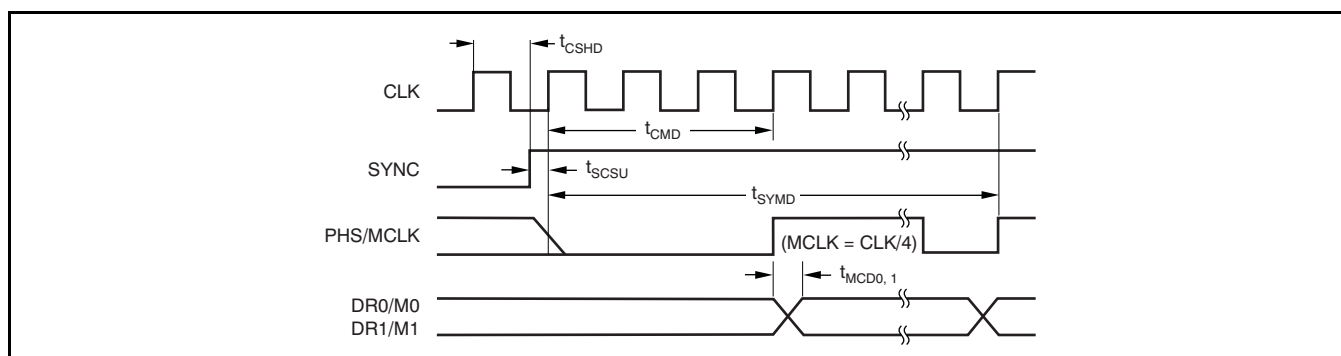 tCSHD
CLK
tCMD
SYNC
tSCSU
tSYMD
PHS/MCLK
(MCLK = CLK/4)
tMCD0, 1
DR0/M0
DR1/M1